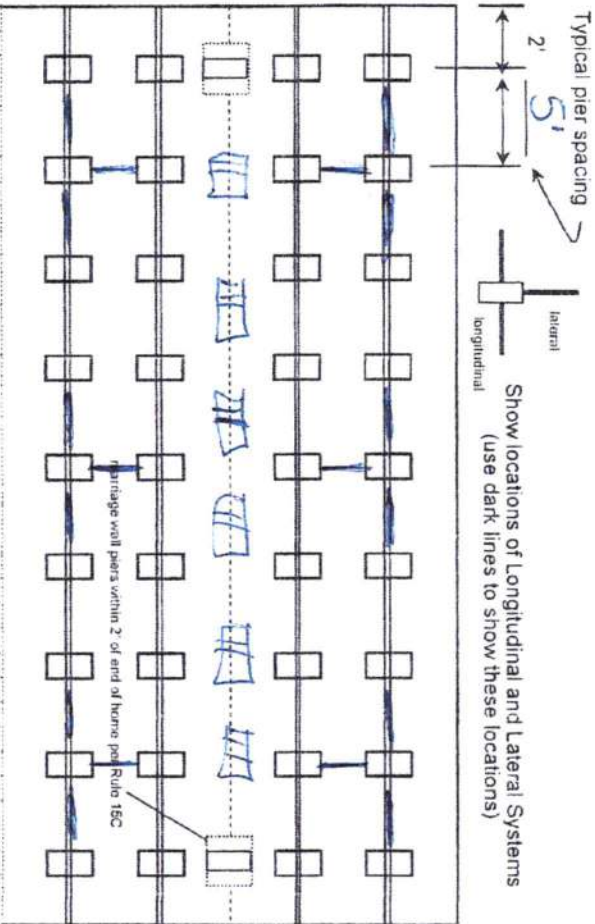 Typical pier spacing
2'
5'
lateral
longitudinal
Show locations of Longitudinal and Lateral Systems
(use dark lines to show these locations)
marriage wall piers within 2' of end of home per Rule 15C